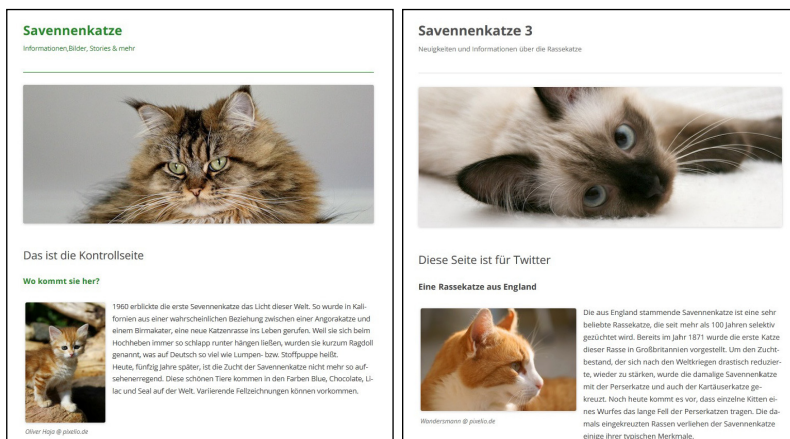 Savennenkatze
Informationen,Bilder, Stories & mehr
Das ist die Kontrollseite
Wo kommt sie her?
1960 erblickte die erste Sevennenkatze das Licht dieser Welt. So wurde in Kali-
fornien aus einer wahrscheinlichen Beziehung zwischen einer Angorakatze und
einem Birmakater, eine neue Katzenrasse ins Leben gerufen. Weil sie sich beim
Hochheben immer so schlapp runter hängen ließen, wurden sie kurzum Ragdoll
genannt, was auf Deutsch so viel wie Lumpen- bzw. Stoffpuppe heißt.
Heute, fünfzig Jahre später, ist die Zucht der Savennenkatze nicht mehr so auf-
sehenerregend. Diese schönen Tiere kommen in den Farben Blue, Chocolate, Li-
lac und Seal auf der Welt. Variierende Fellzeichnungen können vorkommen.
Oliver Haja @ pixelio.de
Savennenkatze 3
Neuigkeiten und Informationen über die Rassekatze
Diese Seite ist für Twitter
Eine Rassekatze aus England
Die aus England stammende Savennenkatze ist eine sehr
beliebte Rassekatze, die seit mehr als 100 Jahren selektiv
gezüchtet wird. Bereits im Jahr 1871 wurde die erste Katze
dieser Rasse in Großbritannien vorgestellt. Um den Zucht-
bestand, der sich nach den Weltkriegen drastisch reduzier-
te, wieder zu stärken, wurde die damalige Savennenkatze
mit der Perserkatze und auch der Kartäuserkatze ge-
kreuzt. Noch heute kommt es vor, dass einzelne Kitten ei-
nes Wurfes das lange Fell der Perserkatzen tragen. Die da-
mals eingekreuzten Rassen verliehen der Savennenkatze
einige ihrer typischen Merkmale.
Wandersmann @ pixelio.de